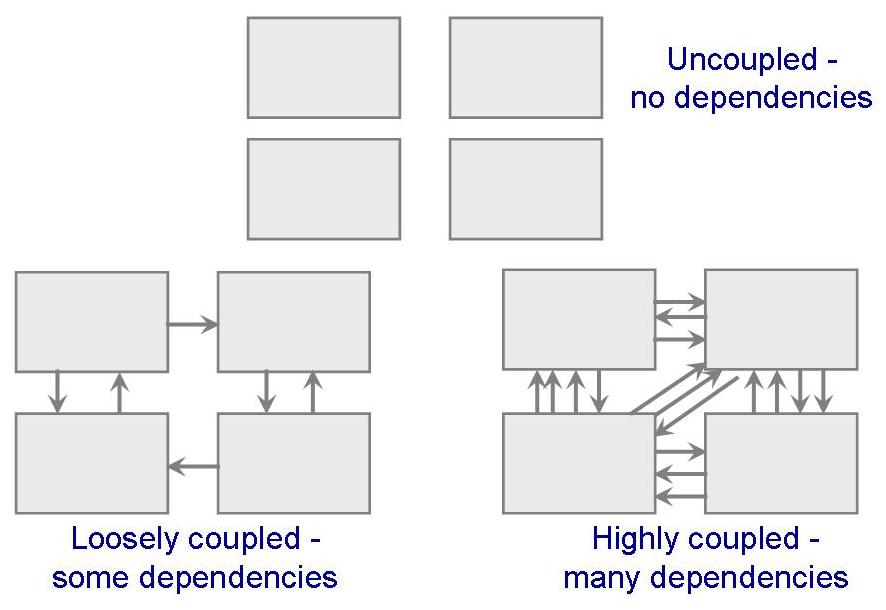 Uncoupled -
no dependencies
Loosely coupled -
some dependencies
Highly coupled -
many dependencies